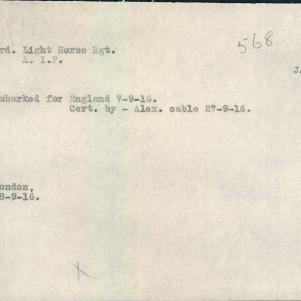 rd. Light Horse Rgt.
A. I. F.
568
J.
mbarked for England 7-9-16.
Cert. by - Alex. cable 27-9-16.
ondon,
8-9-16.